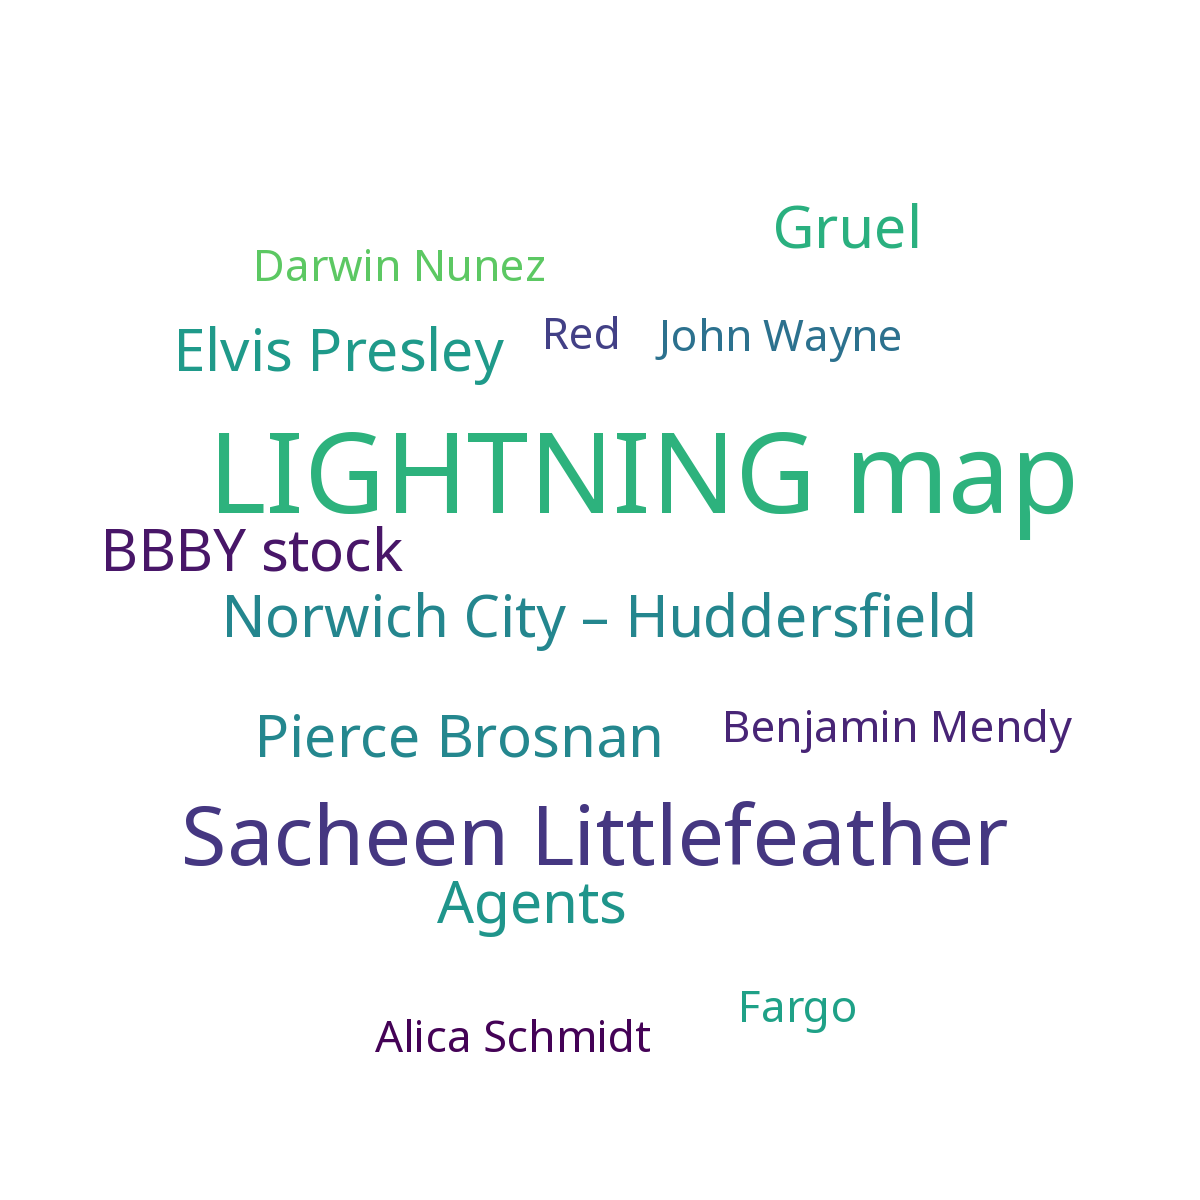 Gruel
Darwin Nunez
Elvis Presley
Red
John Wayne
LIGHTNING map
BBBY stock
Norwich City – Huddersfield
Pierce Brosnan
Benjamin Mendy
Sacheen Littlefeather
Agents
Fargo
Alica Schmidt